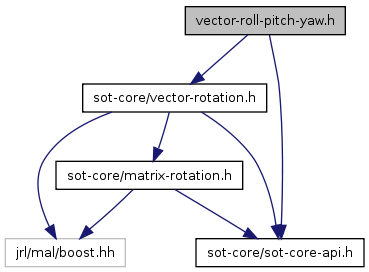 vector-roll-pitch-yaw.h
sot-core/vector-rotation.h
sot-core/matrix-rotation.h
jrl/mal/boost.hh
sot-core/sot-core-api.h